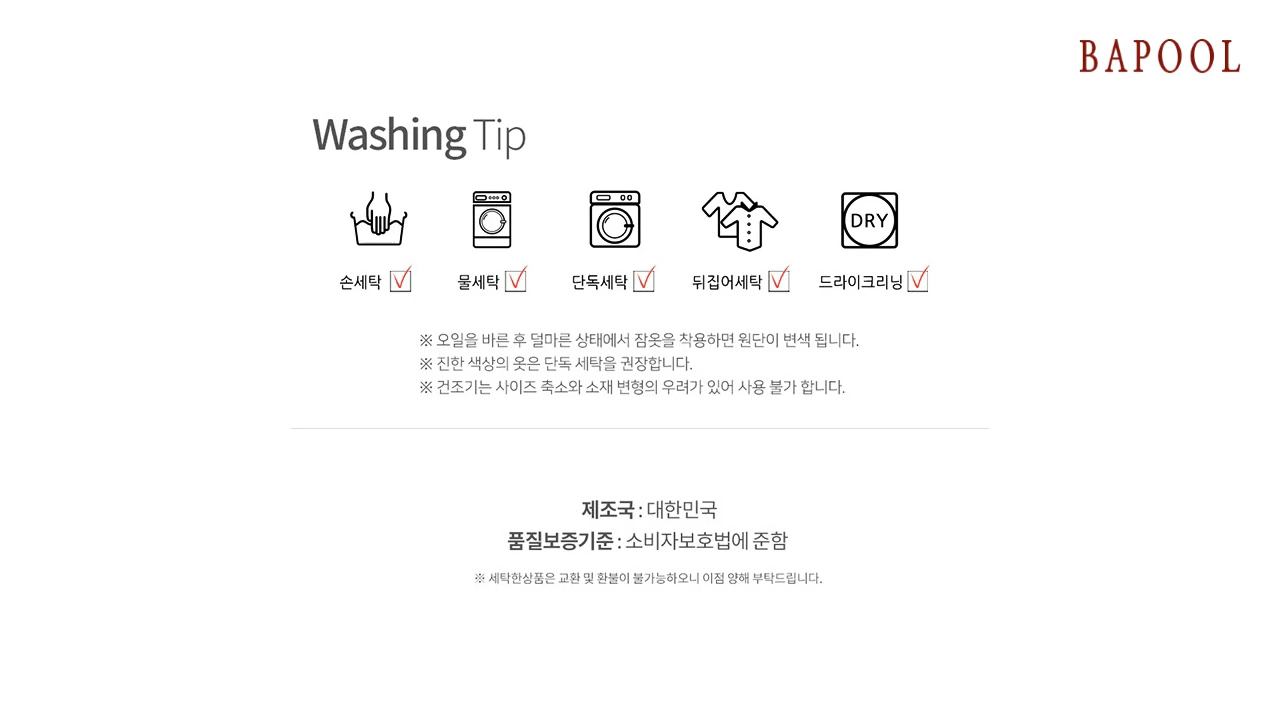 BAPOOL
Washing Tip
DRY
손세탁 물세탁 단독세탁 뒤집어세탁 드라이크리닝
※ 오일을 바른 후 덜마른 상태에서 잠옷을 착용하면 원단이 변색 됩니다.
※ 진한 색상의 옷은 단독 세탁을 권장합니다.
※ 건조기는 사이즈 축소와 소재 변형의 우려가 있어 사용 불가 합니다.
제조국 : 대한민국
품질보증기준 : 소비자보호법에 준함
※ 세탁한상품은 교환 및 환불이 불가능하오니 이점 양해 부탁드립니다.